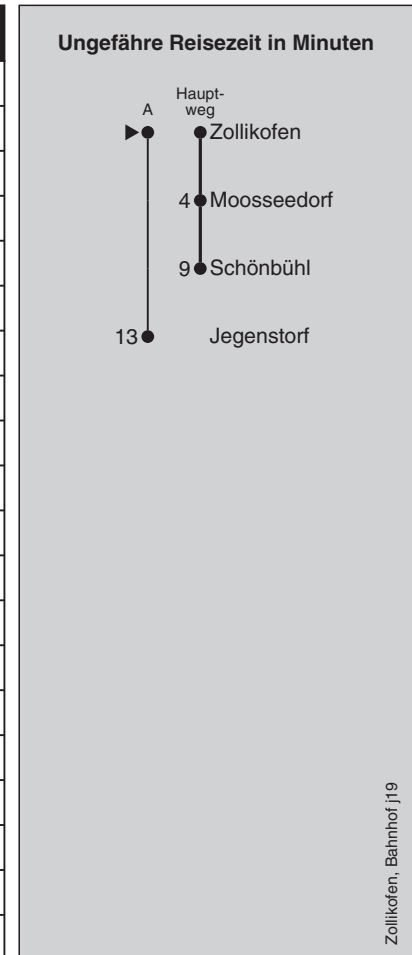 Ungefähre Reisezeit in Minuten
A
Haupt-
weg
Zollikofen
4 Moosseedorf
9 Schönbühl
13 Jegenstorf
Zollikofen, Bahnhof j19